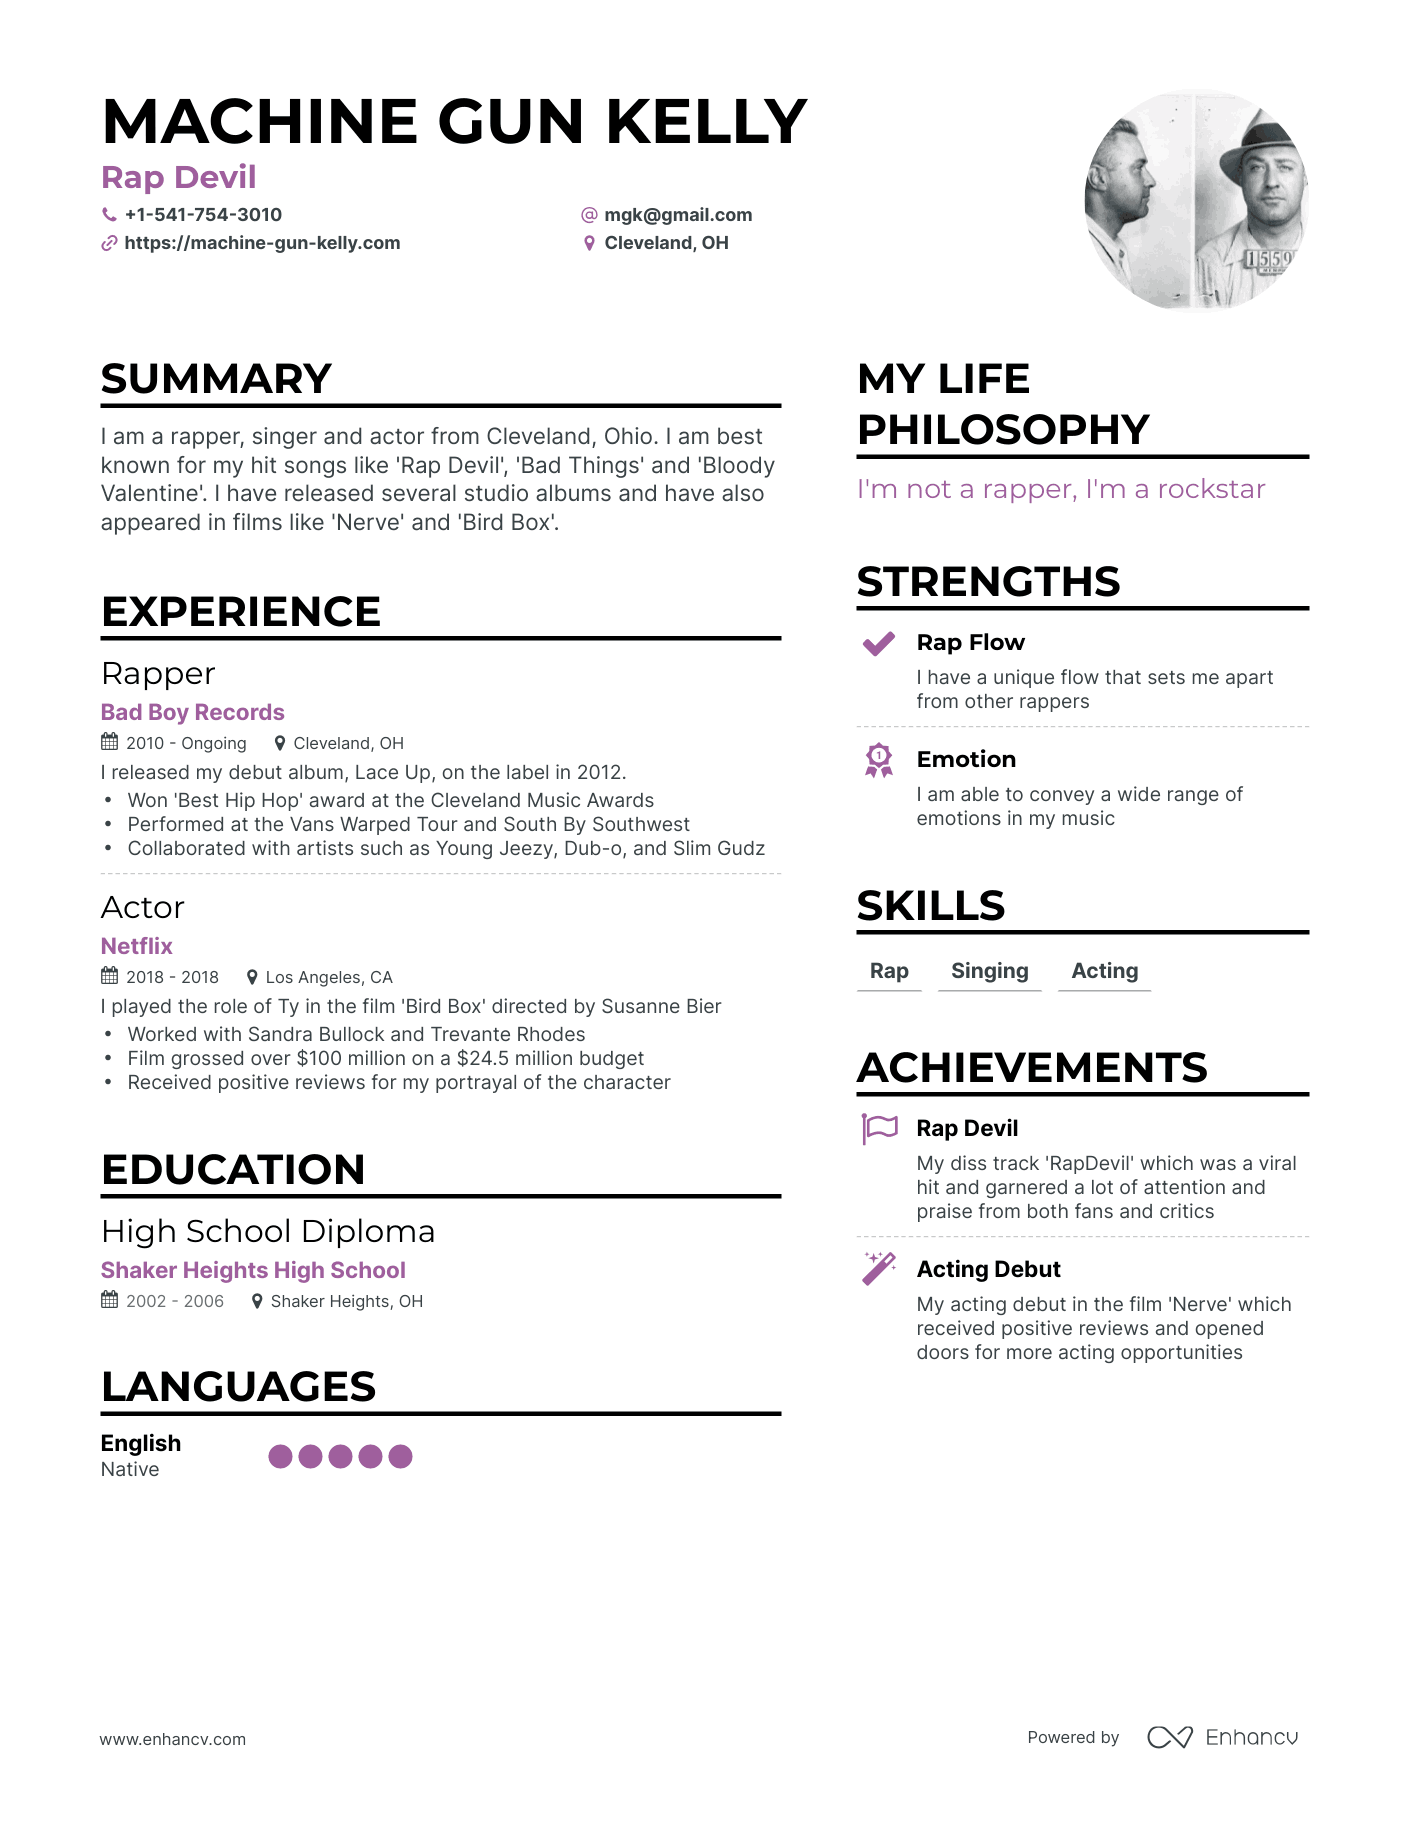 MACHINE GUN KELLY
Rap Devil
+1-541-754-3010
@ mgk@gmail.com
https://machine-gun-kelly.com
Cleveland, OH
1559
SUMMARY
I am a rapper, singer and actor from Cleveland, Ohio. I am best
known for my hit songs like 'Rap Devil', 'Bad Things' and 'Bloody
Valentine'. I have released several studio albums and have also
appeared in films like 'Nerve' and 'Bird Box'.
EXPERIENCE
Rapper
Bad Boy Records
2010 - Ongoing
Cleveland, OH
I released my debut album, Lace Up, on the label in 2012.
• Won 'Best Hip Hop' award at the Cleveland Music Awards
• Performed at the Vans Warped Tour and South By Southwest
• Collaborated with artists such as Young Jeezy, Dub-o, and Slim Gudz
Actor
Netflix
2018 - 2018
Los Angeles, CA
I played the role of Ty in the film 'Bird Box' directed by Susanne Bier
• Worked with Sandra Bullock and Trevante Rhodes
• Film grossed over $100 million on a $24.5 million budget
• Received positive reviews for my portrayal of the character
EDUCATION
High School Diploma
Shaker Heights High School
2002 - 2006
Shaker Heights, OH
LANGUAGES
English
Native
MY LIFE
PHILOSOPHY
I'm not a rapper, I'm a rockstar
STRENGTHS
Rap Flow
I have a unique flow that sets me apart
from other rappers
1
Emotion
I am able to convey a wide range of
emotions in my music
SKILLS
Rap
Singing
Acting
ACHIEVEMENTS
Rap Devil
My diss track 'RapDevil' which was a viral
hit and garnered a lot of attention and
praise from both fans and critics
Acting Debut
My acting debut in the film 'Nerve' which
received positive reviews and opened
doors for more acting opportunities
www.enhancv.com
Powered by
Enhancv